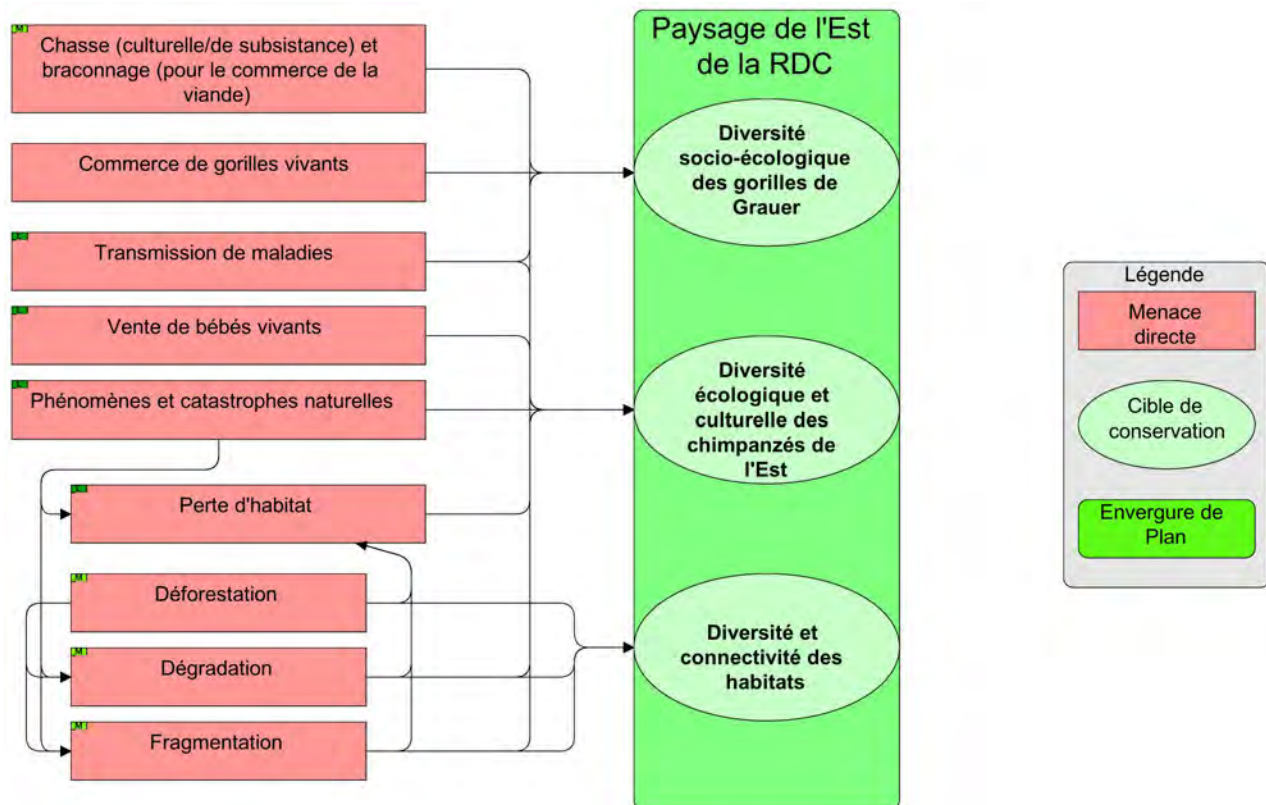 M
Chasse (culturelle/de subsistance) et
braconnage (pour le commerce de la
viande)
Commerce de gorilles vivants
Transmission de maladies
Vente de bébés vivants
Phénomènes et catastrophes naturelles
Perte d'habitat
M
Déforestation
M
Dégradation
M
Fragmentation
Paysage de l'Est
de la RDC
Diversité
socio-écologique
des gorilles de
Grauer
Diversité
écologique et
culturelle des
chimpanzés de
l'Est
Diversité et
connectivité des
habitats
Légende
Menace
directe
Cible de
conservation
Envergure de
Plan